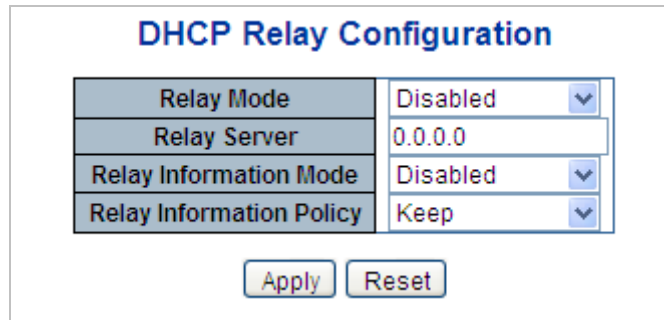 DHCP Relay Configuration
Relay Mode Disabled
Relay Server 0.0.0.0
Relay Information Mode Disabled
Relay Information Policy Keep
Apply Reset